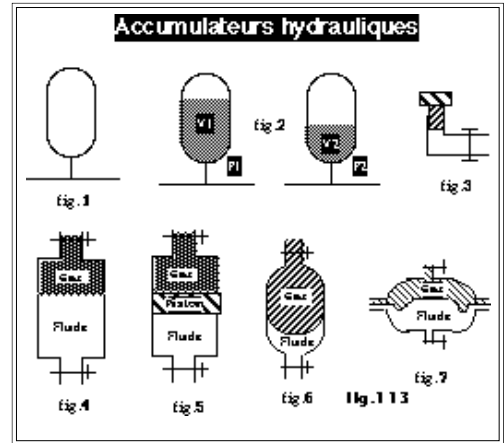 Accumulateurs hydrauliques
V1
fig.2
V2
P1
P2
fig.1
fig.3
Gaz
Gaz
Gaz
Gaz
Piston
Fluide
Fluide
Fluide
Fluide
fig.4
fig.5
fig.6
fig.7
fig.113